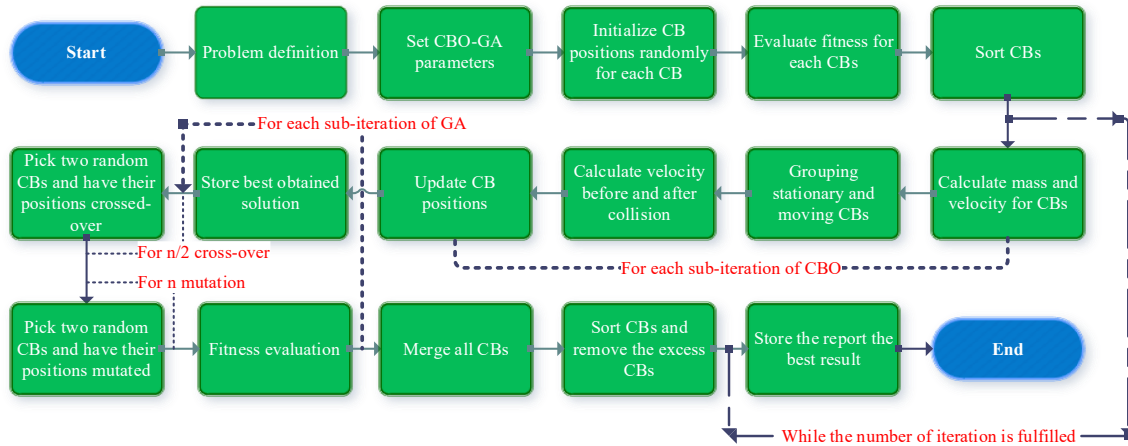 Start
Problem definition
Set CBO-GA
parameters
Initialize CB
positions randomly
for each CB
Evaluate fitness for
each CBs
Sort CBs
For each sub-iteration of GA
Pick two random
CBs and have their
positions crossed-
over
Store best obtained
solution
Update CB
positions
Calculate velocity
before and after
collision
Grouping
stationary and
moving CBs
Calculate mass and
velocity for CBs
For n/2 cross-over
For each sub-iteration of CBO
For n mutation
Pick two random
CBs and have their
positions mutated
Fitness evaluation
Merge all CBs
Sort CBs and
remove the excess
CBs
Store the report the
best result
End
While the number of iteration is fulfilled